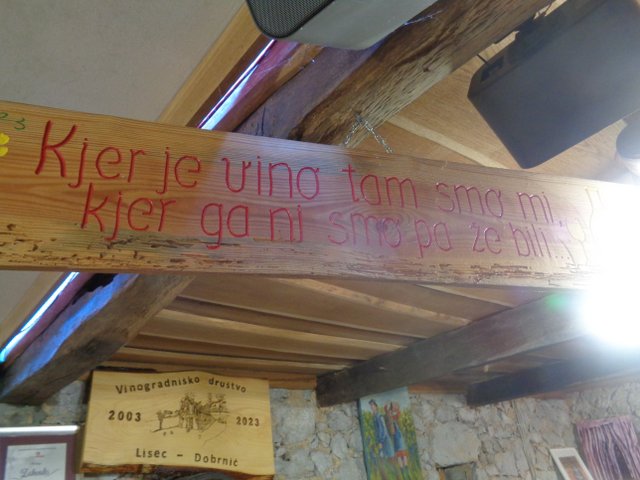 Kjer je vino tam smo mi..
kjer ga ni smo pa že bili...
Vinogradniško društvo
2003 2023
Lisec - Dobrnič